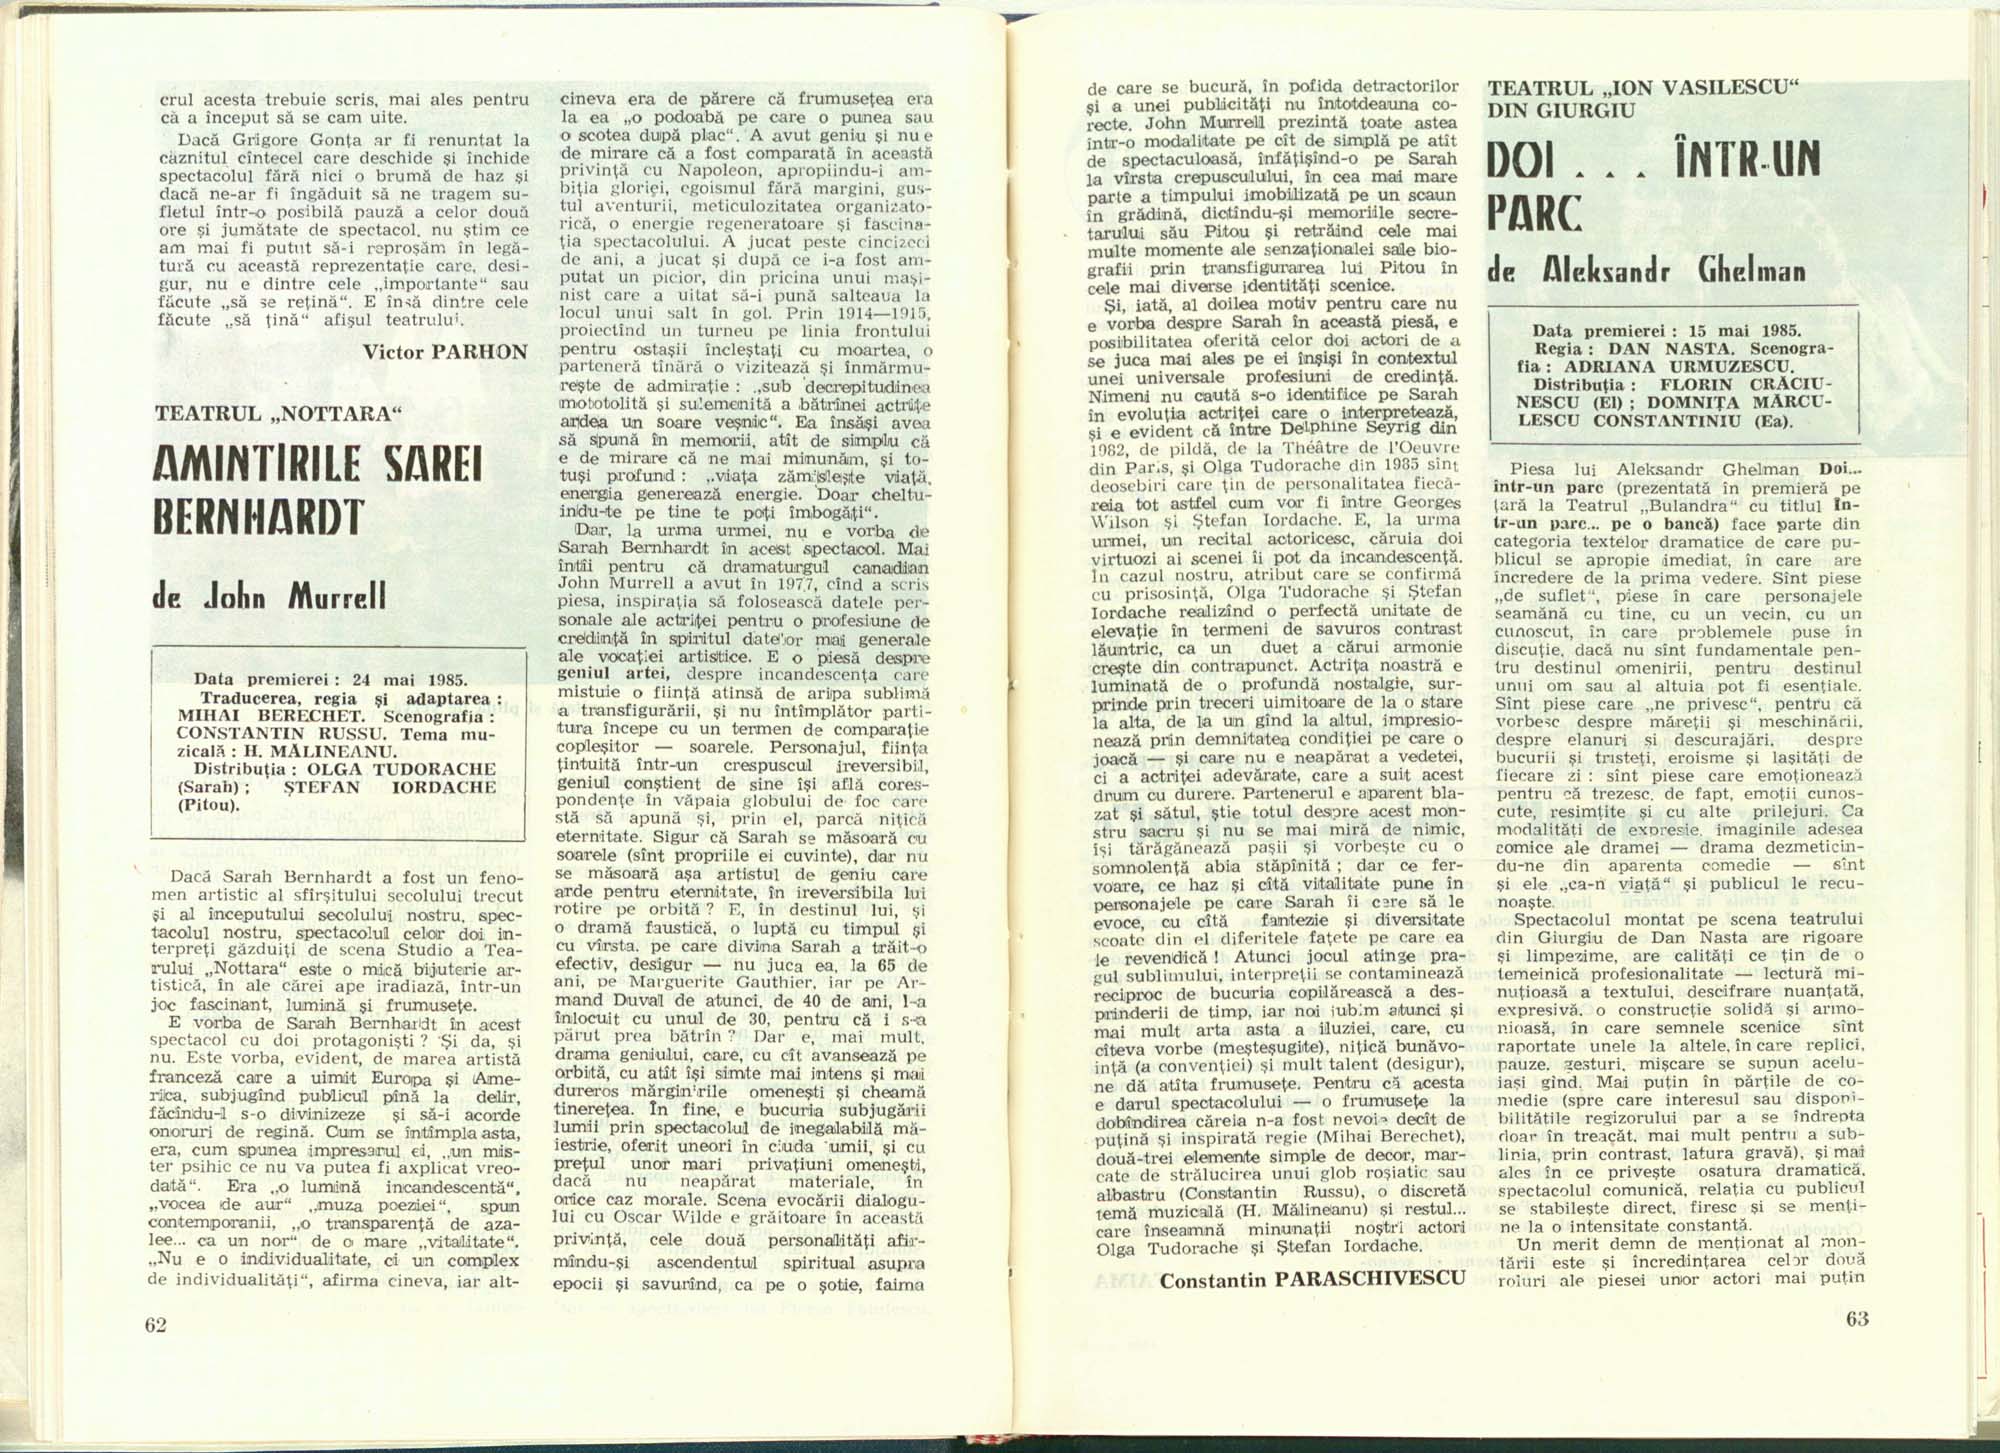 crul acesta trebuie scris, mai ales pentru
că a început să se cam uite.
Dacă Grigore Gonța ar fi renunțat la
căznitul cîntecel care deschide și închide
spectacolul fără nici o brumă de haz și
dacă ne-ar fi îngăduit să ne tragem su-
fletul într-o posibilă pauză a celor două
ore și jumătate de spectacol, nu știm ce
am mai fi putut să-i reproșăm în legă-
tură cu această reprezentație care, desi-
gur, nu e dintre cele „importante“ sau
făcute „să se rețină“. E însă dintre cele
făcute „să țină“ afișul teatrului.
Victor PARHON
TEATRUL „NOTTARA“
AMINTIRILE SAREI
BERNHARDT
de John Murrell
Data premierei : 24 mai 1985.
Traducerea, regia și adaptarea :
MIHAI BERECHET. Scenografia :
CONSTANTIN RUSSU. Tema mu-
zicală : H. MĂLINEANU.
Distribuția : OLGA TUDORACHE
(Sarah) ; ȘTEFAN IORDACHE
(Pitou).
Dacă Sarah Bernhardt a fost un feno-
men artistic al sfîrșitului secolului trecut
și al începutului secolului nostru, spec-
tacolul nostru, spectacolul celor doi in-
terpreți găzduiți de scena Studio a Tea-
rului „Nottara“ este o mică bijuterie ar-
tistică, în ale cărei ape iradiază, într-un
joc fascinant, lumină și frumusețe.
E vorba de Sarah Bernhardt în acest
spectacol cu doi protagoniști ? Și da, și
nu. Este vorba, evident, de marea artistă
franceză care a uimit Europa și Ame-
rica, subjugînd publicul pînă la delir,
făcîndu-l s-o divinizeze și să-i acorde
onoruri de regină. Cum se întîmpla asta,
era, cum spunea impresarul ei, „un mis-
ter psihic ce nu va putea fi axplicat vreo-
dată“. Era „o lumină incandescentă“,
„vocea de aur“ „muza poeziei“, spun
contemporanii, „o transparență de aza-
lee... ca un nor“ de o mare „vitalitate“.
„Nu e o individualitate, ci un complex
de individualități“, afirma cineva, iar alt-
cineva era de părere că frumusețea era
la ea „o podoabă pe care o punea sau
o scotea după plac“. A avut geniu și nu e
de mirare că a fost comparată în această
privință cu Napoleon, apropiindu-i am-
biția gloriei, egoismul fără margini, gus-
tul aventurii, meticulozitatea organizato-
rică, o energie regeneratoare și fascina-
ția spectacolului. A jucat peste cincizeci
de ani, a jucat și după ce i-a fost am-
putat un picior, din pricina unui mași-
nist care a uitat să-i pună salteaua la
locul unui salt în gol. Prin 1914—1915,
proiectînd un turneu pe linia frontului
pentru ostașii încleștați cu moartea, o
parteneră tînără o vizitează și înmărmu-
rește de admirație : „sub decrepitudinea
mototolită și sulemenită a bătrînei actrițe
ardea un soare veșnic“. Ea însăși avea
să spună în memorii, atît de simplu că
e de mirare că ne mai minunăm, și to-
tuși profund : „viața zămislește viață,
energia generează energie. Doar cheltu-
indu-te pe tine te poți îmbogăți“.
Dar, la urma urmei, nu e vorba de
Sarah Bernhardt în acest spectacol. Mai
întîi pentru că dramaturgul canadian
John Murrell a avut în 1977, cînd a scris
piesa, inspirația să folosească datele per-
sonale ale actriței pentru o profesiune de
credință în spiritul datelor mai generale
ale vocației artistice. E o piesă despre
geniul artei, despre incandescența care
mistuie o ființă atinsă de aripa sublimă
a transfigurării, și nu întîmplător parti-
tura începe cu un termen de comparație
copleșitor — soarele. Personajul, ființa
țintuită într-un crespuscul ireversibil,
geniul conștient de sine își află cores-
pondențe în văpaia globului de foc care
stă să apună și, prin el, parcă nițică
eternitate. Sigur că Sarah se măsoară cu
soarele (sînt propriile ei cuvinte), dar nu
se măsoară așa artistul de geniu care
arde pentru eternitate, în ireversibila lui
rotire pe orbită ? E, în destinul lui, și
o dramă faustică, o luptă cu timpul și
cu vîrsta, pe care divina Sarah a trăit-o
efectiv, desigur — nu juca ea, la 65 de
ani, pe Marguerite Gauthier, iar pe Ar-
mand Duval de atunci, de 40 de ani, l-a
înlocuit cu unul de 30, pentru că i s-a
părut prea bătrîn ? Dar e, mai mult,
drama geniului, care, cu cît avansează pe
orbită, cu atît își simte mai intens și mai
dureros mărginirile omenești și cheamă
tinerețea. În fine, e bucuria subjugării
lumii prin spectacolul de inegalabilă mă-
iestrie, oferit uneori în ciuda lumii, și cu
prețul unor mari privațiuni omenești,
dacă nu neapărat materiale, în
orice caz morale. Scena evocării dialogu-
lui cu Oscar Wilde e grăitoare în această
privință, cele două personalități afir-
mîndu-și ascendentul spiritual asupra
epocii și savurînd, ca pe o șotie, faima
62
de care se bucură, în pofida detractorilor
și a unei publicități nu întotdeauna co-
recte. John Murrell prezintă toate astea
într-o modalitate pe cît de simplă pe atît
de spectaculoasă, înfățișînd-o pe Sarah
la vîrsta crepusculului, în cea mai mare
parte a timpului imobilizată pe un scaun
în grădină, dictîndu-și memoriile secre-
tarului său Pitou și retrăind cele mai
multe momente ale senzaționalei sale bio-
grafii prin transfigurarea lui Pitou în
cele mai diverse identități scenice.
Și, iată, al doilea motiv pentru care nu
e vorba despre Sarah în această piesă, e
posibilitatea oferită celor doi actori de a
se juca mai ales pe ei înșiși în contextul
unei universale profesiuni de credință.
Nimeni nu caută s-o identifice pe Sarah
în evoluția actriței care o interpretează,
și e evident că între Delphine Seyrig din
1982, de pildă, de la Théâtre de l'Oeuvre
din Paris, și Olga Tudorache din 1985 sînt
deosebiri care țin de personalitatea fiecă-
reia tot astfel cum vor fi între Georges
Wilson și Ștefan Iordache. E, la urma
urmei, un recital actoricesc, căruia doi
virtuozi ai scenei îi pot da incandescență.
În cazul nostru, atribut care se confirmă
cu prisosință, Olga Tudorache și Ștefan
Iordache realizînd o perfectă unitate de
elevație în termeni de savuros contrast
lăuntric, ca un duet a cărui armonie
crește din contrapunct. Actrița noastră e
luminată de o profundă nostalgie, sur-
prinde prin treceri uimitoare de la o stare
la alta, de la un gînd la altul, impresio-
nează prin demnitatea condiției pe care o
joacă — și care nu e neapărat a vedetei,
ci a actriței adevărate, care a suit acest
drum cu durere. Partenerul e aparent bla-
zat și sătul, știe totul despre acest mon-
stru sacru și nu se mai miră de nimic,
își tărăgănează pașii și vorbește cu o
somnolență abia stăpînită ; dar ce fer-
voare, ce haz și cîtă vitalitate pune în
personajele pe care Sarah îi cere să le
evoce, cu cîtă fantezie și diversitate
scoate din el diferitele fațete pe care ea
le revendică ! Atunci jocul atinge pra-
gul sublimului, interpreții se contaminează
reciproc de bucuria copilărească a des-
prinderii de timp, iar noi iubim atunci și
mai mult arta asta a iluziei, care, cu
cîteva vorbe (meșteșugite), nițică bunăvo-
ință (a convenției) și mult talent (desigur),
ne dă atîta frumusețe. Pentru că acesta
e darul spectacolului — o frumusețe la
dobîndirea căreia n-a fost nevoie decît de
puțină și inspirată regie (Mihai Berechet),
două-trei elemente simple de decor, mar-
cate de strălucirea unui glob roșiatic sau
albastru (Constantin Russu), o discretă
temă muzicală (H. Mălineanu) și restul...
care înseamnă minunații noștri actori
Olga Tudorache și Ștefan Iordache.
Constantin PARASCHIVESCU
TEATRUL „ION VASILESCU“
DIN GIURGIU
DOI . . . ÎNTR-UN
PARC
de Aleksandr Ghelman
Data premierei : 15 mai 1985.
Regia : DAN NASTA. Scenogra-
fia : ADRIANA URMUZESCU.
Distribuția : FLORIN CRĂCIU-
NESCU (El) ; DOMNIȚA MĂRCU-
LESCU CONSTANTINIU (Ea).
Piesa lui Aleksandr Ghelman Doi...
într-un parc (prezentată în premieră pe
țară la Teatrul „Bulandra“ cu titlul În-
tr-un parc... pe o bancă) face parte din
categoria textelor dramatice de care pu-
blicul se apropie imediat, în care are
încredere de la prima vedere. Sînt piese
„de suflet“, piese în care personajele
seamănă cu tine, cu un vecin, cu un
cunoscut, în care problemele puse în
discuție, dacă nu sînt fundamentale pen-
tru destinul omenirii, pentru destinul
unui om sau al altuia pot fi esențiale.
Sînt piese care „ne privesc“, pentru că
vorbesc despre măreții și meschinării,
despre elanuri și descurajări, despre
bucurii și tristeți, eroisme și lașități de
fiecare zi : sînt piese care emoționează
pentru că trezesc, de fapt, emoții cunos-
cute, resimțite și cu alte prilejuri. Ca
modalități de expresie, imaginile adesea
comice ale dramei — drama dezmeticin-
du-ne din aparenta comedie — sînt
și ele „ca-n viață“ și publicul le recu-
noaște.
Spectacolul montat pe scena teatrului
din Giurgiu de Dan Nasta are rigoare
și limpezime, are calități ce țin de o
temeinică profesionalitate — lectură mi-
nuțioasă a textului, descifrare nuanțată,
expresivă, o construcție solidă și armo-
nioasă, în care semnele scenice sînt
raportate unele la altele, în care replici,
pauze, gesturi, mișcare se supun acelu-
iași gînd. Mai puțin în părțile de co-
medie (spre care interesul sau disponi-
bilitățile regizorului par a se îndrepta
doar în treacăt, mai mult pentru a sub-
linia, prin contrast, latura gravă), și mai
ales în ce privește osatura dramatică,
spectacolul comunică, relația cu publicul
se stabilește direct, firesc și se menți-
ne la o intensitate constantă.
Un merit demn de menționat al mon-
tării este și încredințarea celor două
roluri ale piesei unor actori mai puțin
63